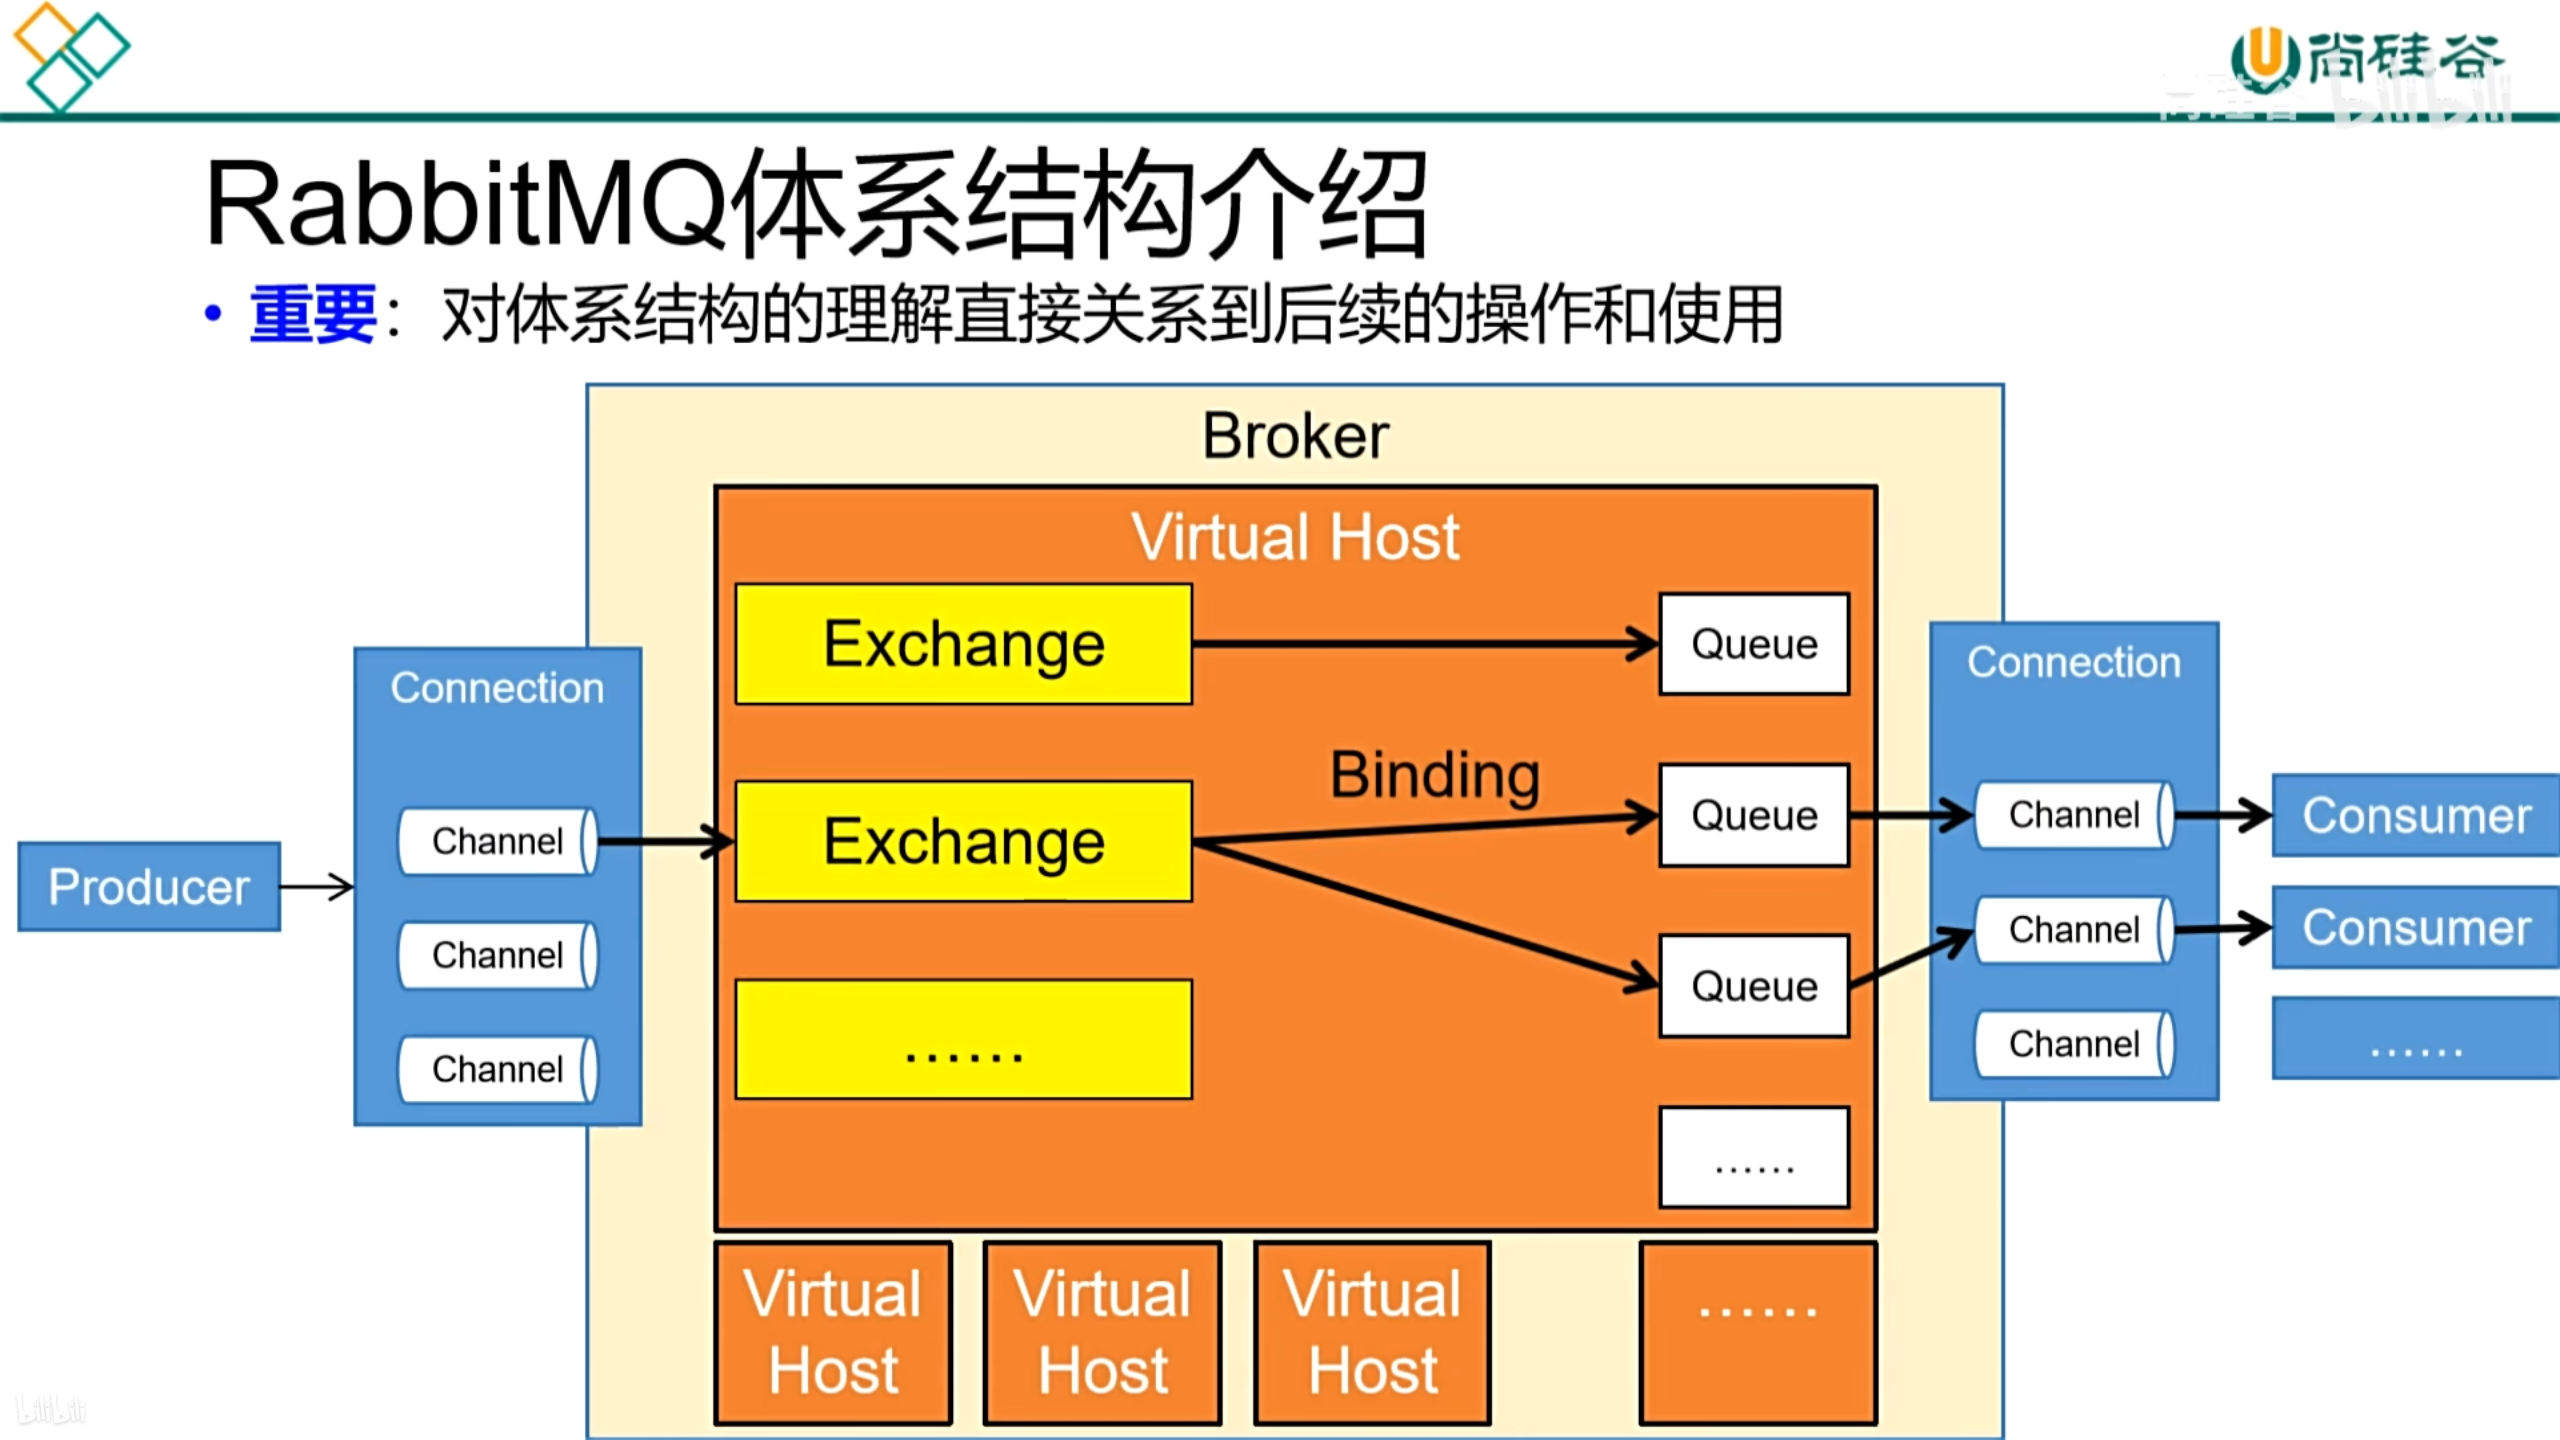 尚硅谷
bilibili
RabbitMQ体系结构介绍
• 重要：对体系结构的理解直接关系到后续的操作和使用
Broker
Virtual Host
Exchange
Queue
Connection
Connection
Binding
Channel
Exchange
Queue
Channel
Consumer
Producer
Channel
Queue
Channel
Consumer
Channel
……
Channel
……
……
Virtual Host
Virtual Host
Virtual Host
……
bilibili